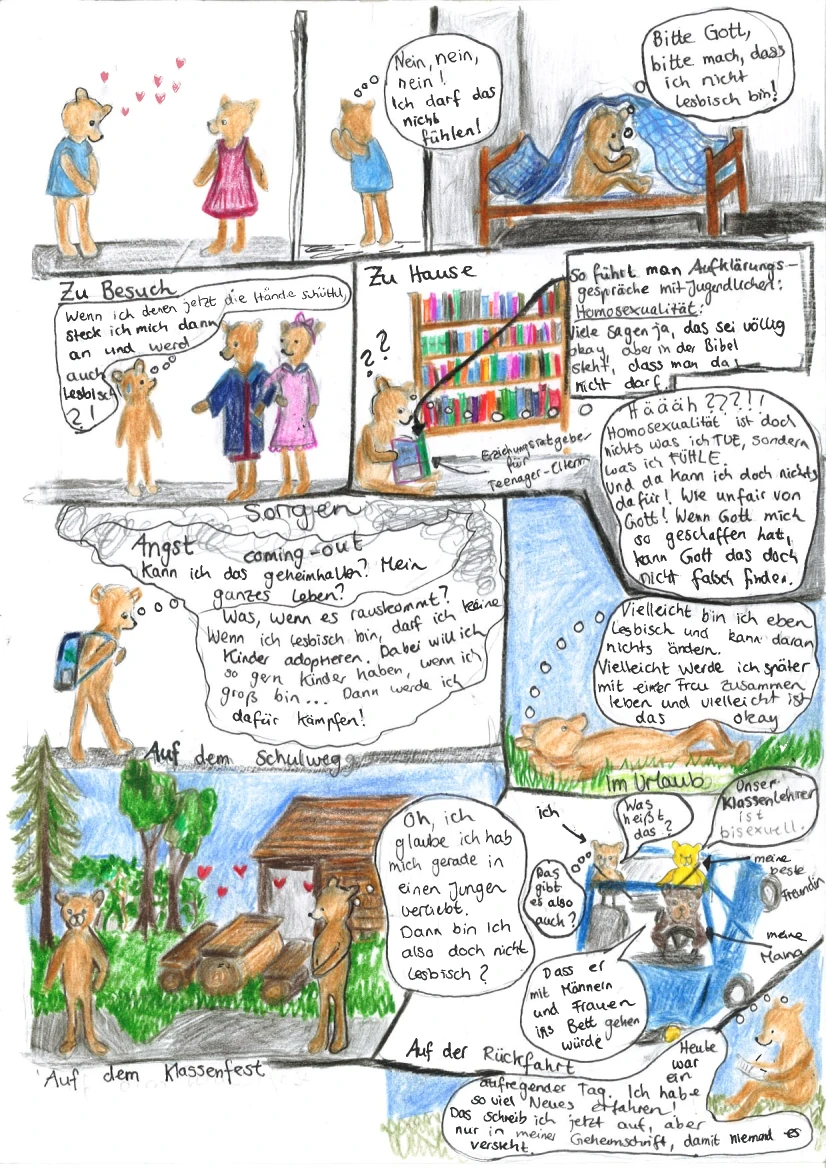 Nein, nein,
nein!
Ich darf das
nicht
fühlen!
Bitte Gott,
bitte mach, dass
ich nicht
lesbisch bin!
Zu Besuch
Wenn ich denen jetzt die Hände schüttel,
steck ich mich dann
an und werd
auch
lesbisch
?!
Zu Hause
??
Erziehungsratgeber
für
Teenager-Eltern
So führt man Aufklärungs-
gespräche mit Jugendlichen:
Homosexualität:
Viele sagen ja, das sei völlig
okay, aber in der Bibel
steht, dass man das
nicht darf.
Häääh???!!
Homosexualität ist doch
nichts was ich TUE, sondern
was ich FÜHLE.
Und da kann ich doch nichts
dafür! Wie unfair von
Gott! Wenn Gott mich
so geschaffen hat,
kann Gott das doch
nicht falsch finden.
Sorgen
Angst coming-out
Kann ich das geheimhalten? Mein
ganzes Leben?
Was, wenn es rauskommt?
Wenn ich lesbisch bin, darf ich keine
Kinder adoptieren. Dabei will ich
so gern Kinder haben, wenn ich
groß bin... Dann werde ich
dafür kämpfen!
Auf dem Schulweg
Vielleicht bin ich eben
lesbisch und kann daran
nichts ändern.
Vielleicht werde ich später
mit einer Frau zusammen
leben und vielleicht ist
das okay
Im Urlaub
Oh, ich
glaube ich hab
mich gerade in
einen Jungen
verliebt.
Dann bin ich
also doch nicht
lesbisch?
Auf dem Klassenfest
ich
Unser
Klassenlehrer
ist
bisexuell.
Was
heißt
das?
meine
beste
Freundin
Das
gibt
es also
auch?
meine
Mama
Dass er
mit Männern
und Frauen
ins Bett gehen
würde
Auf der Rückfahrt
Heute
war
ein
aufregender Tag. Ich habe
so viel Neues erfahren!
Das schreib ich jetzt auf, aber
nur in meiner Geheimschrift, damit niemand es
versteht.